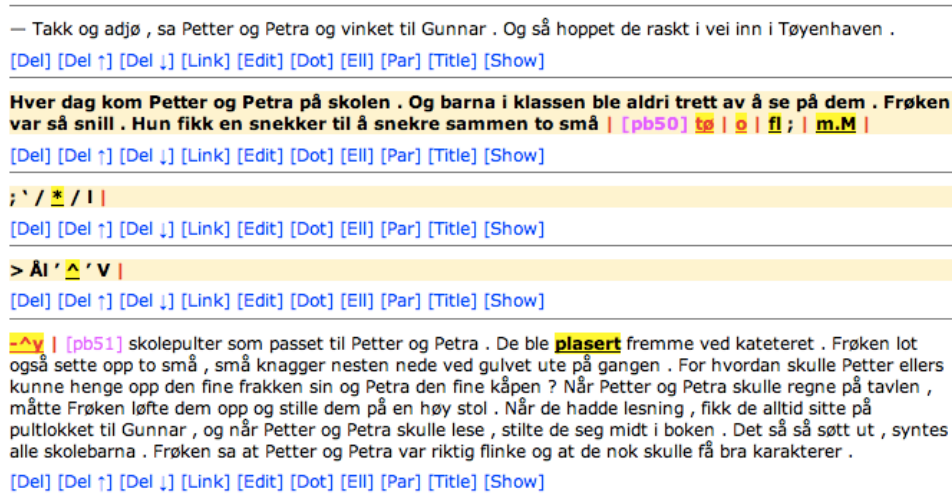 — Takk og adjø , sa Petter og Petra og vinket til Gunnar . Og så hoppet de raskt i vei inn i Tøyenhaven .
[Del] [Del ↑] [Del ↓] [Link] [Edit] [Dot] [Ell] [Par] [Title] [Show]
Hver dag kom Petter og Petra på skolen . Og barna i klassen ble aldri trett av å se på dem . Frøken
var så snill . Hun fikk en snekker til å snekre sammen to små | [pb50] tø | o | fl ; | m.M |
[Del] [Del ↑] [Del ↓] [Link] [Edit] [Dot] [Ell] [Par] [Title] [Show]
; ‵ / * / l |
[Del] [Del ↑] [Del ↓] [Link] [Edit] [Dot] [Ell] [Par] [Title] [Show]
> Ål ′ ^ ′ V |
[Del] [Del ↑] [Del ↓] [Link] [Edit] [Dot] [Ell] [Par] [Title] [Show]
-^y | [pb51] skolepulter som passet til Petter og Petra . De ble plasert fremme ved kateteret . Frøken lot
også sette opp to små , små knagger nesten nede ved gulvet ute på gangen . For hvordan skulle Petter ellers
kunne henge opp den fine frakken sin og Petra den fine kåpen ? Når Petter og Petra skulle regne på tavlen ,
måtte Frøken løfte dem opp og stille dem på en høy stol . Når de hadde lesning , fikk de alltid sitte på
pultlokket til Gunnar , og når Petter og Petra skulle lese , stilte de seg midt i boken . Det så så søtt ut , syntes
alle skolebarna . Frøken sa at Petter og Petra var riktig flinke og at de nok skulle få bra karakterer .
[Del] [Del ↑] [Del ↓] [Link] [Edit] [Dot] [Ell] [Par] [Title] [Show]